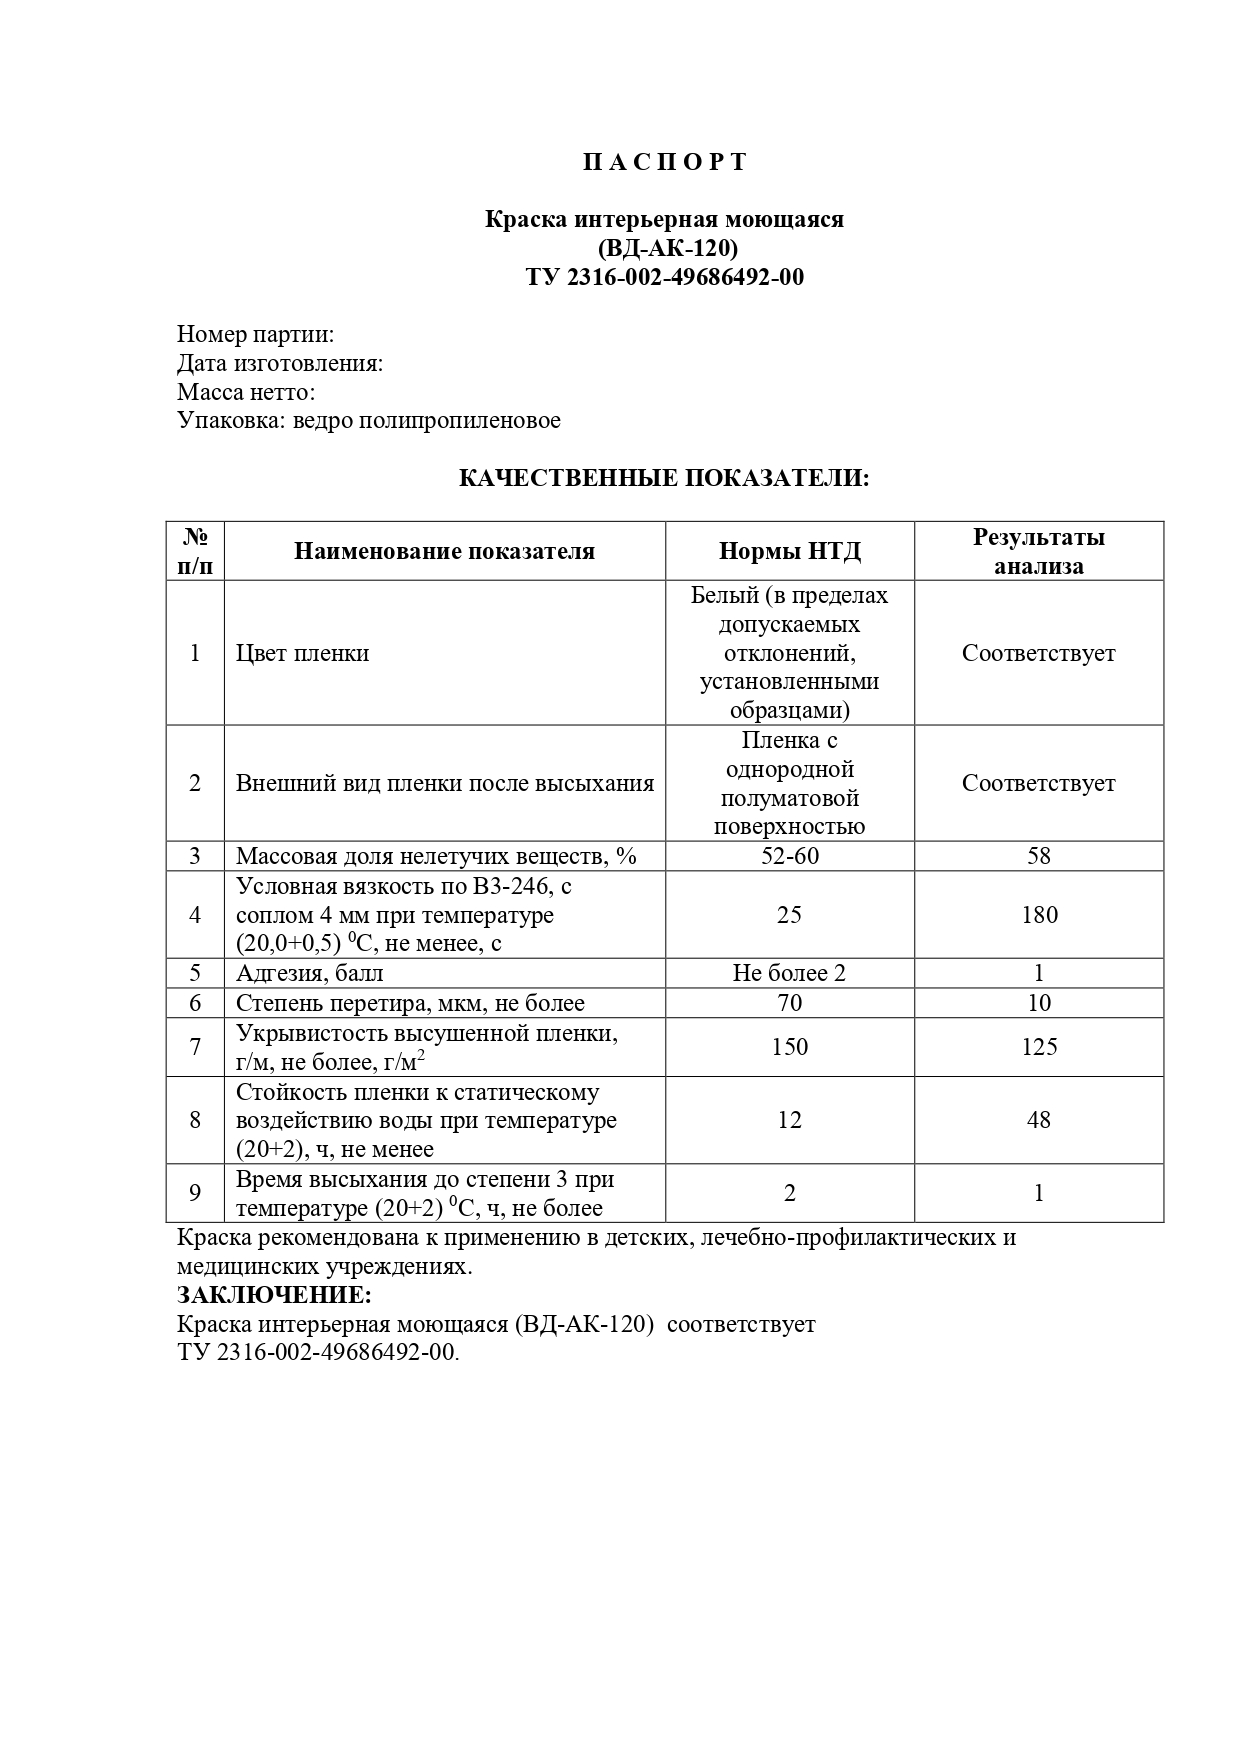 П А С П О Р Т
Краска интерьерная моющаяся
(ВД-АК-120)
ТУ 2316-002-49686492-00
Номер партии:
Дата изготовления:
Масса нетто:
Упаковка: ведро полипропиленовое
КАЧЕСТВЕННЫЕ ПОКАЗАТЕЛИ:
№
п/п
Наименование показателя
Нормы НТД
Результаты
анализа
1
Цвет пленки
Белый (в пределах
допускаемых
отклонений,
установленными
образцами)
Соответствует
2
Внешний вид пленки после высыхания
Пленка с
однородной
полуматовой
поверхностью
Соответствует
3
Массовая доля нелетучих веществ, %
52-60
58
4
Условная вязкость по ВЗ-246, с
соплом 4 мм при температуре
(20,0+0,5) ⁰С, не менее, с
25
180
5
Адгезия, балл
Не более 2
1
6
Степень перетира, мкм, не более
70
10
7
Укрывистость высушенной пленки,
г/м, не более, г/м²
150
125
8
Стойкость пленки к статическому
воздействию воды при температуре
(20+2), ч, не менее
12
48
9
Время высыхания до степени 3 при
температуре (20+2) ⁰С, ч, не более
2
1
Краска рекомендована к применению в детских, лечебно-профилактических и
медицинских учреждениях.
ЗАКЛЮЧЕНИЕ:
Краска интерьерная моющаяся (ВД-АК-120) соответствует
ТУ 2316-002-49686492-00.